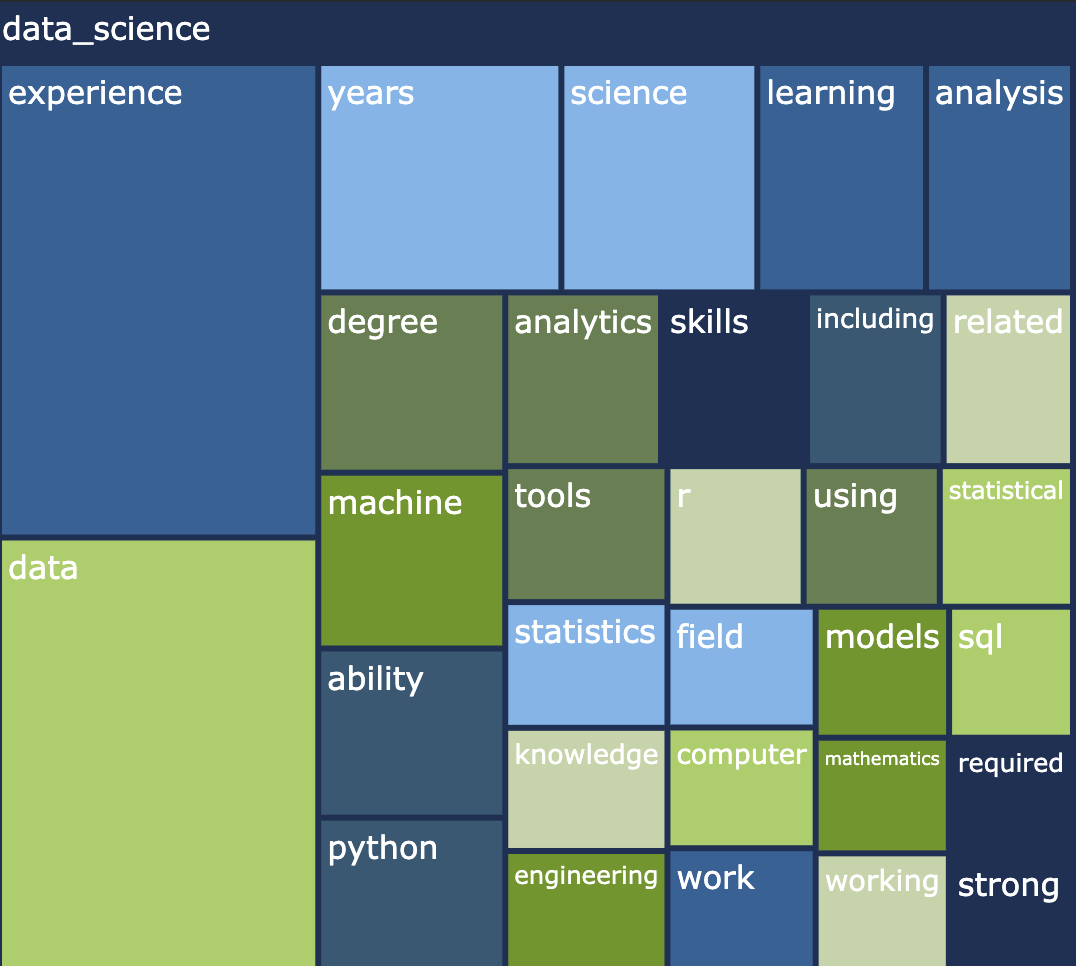 data_science
experience
years
science
learning
analysis
degree
analytics
skills
including
related
machine
tools
r
using
statistical
statistics
field
models
sql
data
ability
knowledge
computer
mathematics
required
python
engineering
work
working
strong